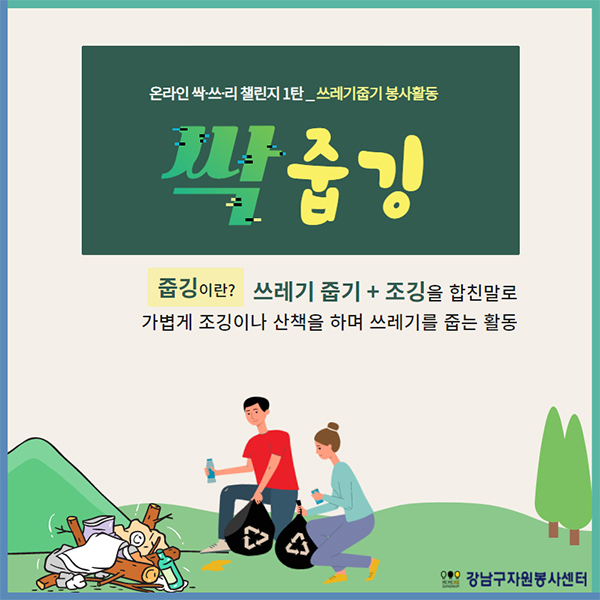 온라인 싹·쓰·리 챌린지 1탄 _ 쓰레기줍기 봉사활동
싹 줍깅
줍깅이란? 쓰레기 줍기 + 조깅을 합친말로
가볍게 조깅이나 산책을 하며 쓰레기를 줍는 활동
강남구자원봉사센터